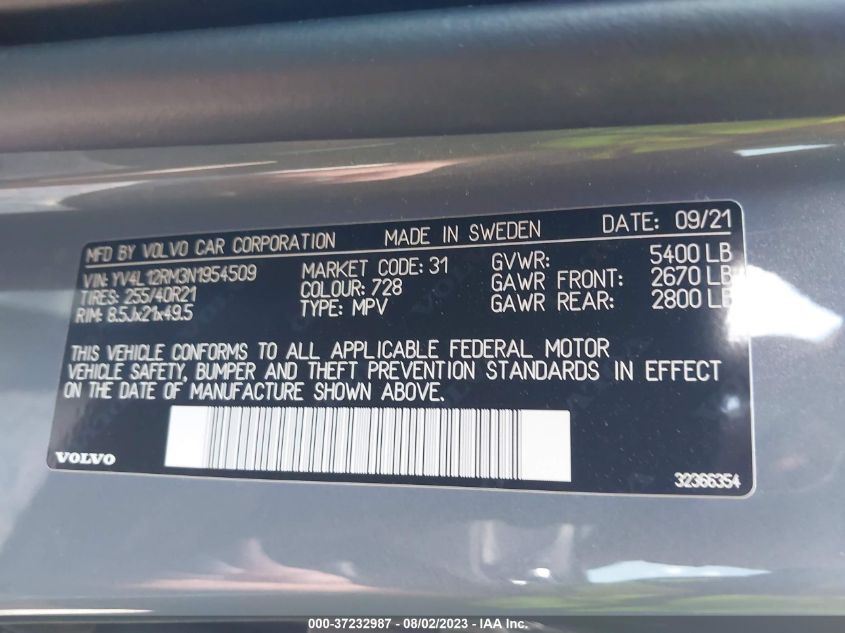 MFD BY VOLVO CAR CORPORATION MADE IN SWEDEN DATE: 09/21
VIN: YV4L12RM3N1954509 MARKET CODE: 31 GVWR: 5400 LB
TIRES: 255/40R21 COLOUR: 728 GAWR FRONT: 2670 LB
RIM: 8.5Jx21x49.5 TYPE: MPV GAWR REAR: 2800 LB
THIS VEHICLE CONFORMS TO ALL APPLICABLE FEDERAL MOTOR
VEHICLE SAFETY, BUMPER AND THEFT PREVENTION STANDARDS IN EFFECT
ON THE DATE OF MANUFACTURE SHOWN ABOVE.
VOLVO 32366354
000-37232987 - 08/02/2023 - IAA Inc.